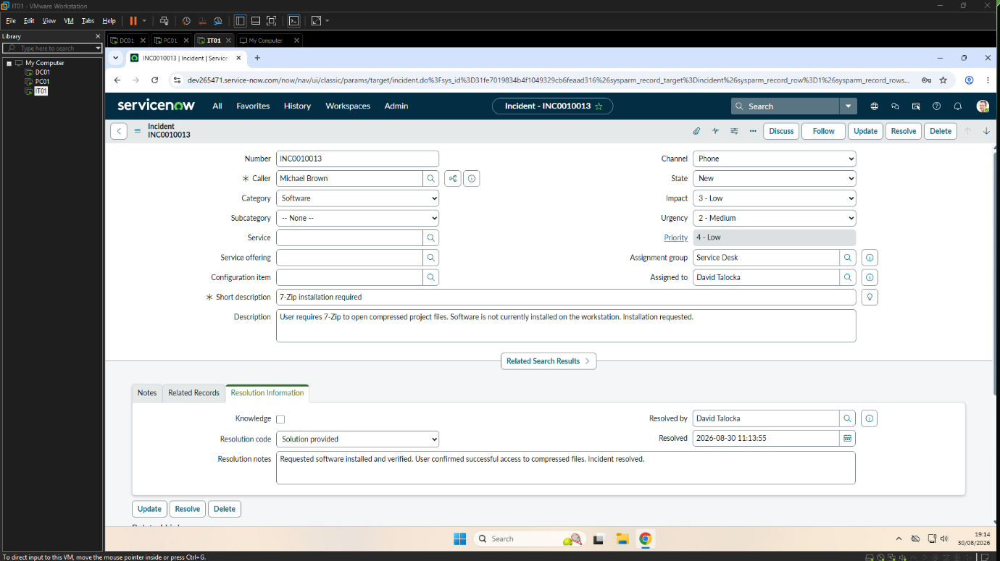 IT01 - VMware Workstation
File Edit View VM Tabs Help
Library
Type here to search
My Computer
DC01
PC01
IT01
DC01 PC01 IT01 My Computer
INC0010013 | Incident | Service
dev265471.service-now.com/now/nav/ui/classic/params/target/incident.do%3Fsys_id%3D31fe7019834b4f1049329cb6feaad316%26sysparm_record_target%3Dincident%26sysparm_record_row%3D1%26sysparm_record_rows...
servicenow All Favorites History Workspaces Admin Incident - INC0010013 Search
Incident
INC0010013
Discuss Follow Update Resolve Delete
Number INC0010013 Channel Phone
Caller Michael Brown State New
Category Software Impact 3 - Low
Subcategory -- None -- Urgency 2 - Medium
Service Priority 4 - Low
Service offering Assignment group Service Desk
Configuration item Assigned to David Talocka
Short description 7-Zip installation required
Description User requires 7-Zip to open compressed project files. Software is not currently installed on the workstation. Installation requested.
Related Search Results
Notes Related Records Resolution Information
Knowledge Resolved by David Talocka
Resolution code Solution provided Resolved 2026-08-30 11:13:55
Resolution notes Requested software installed and verified. User confirmed successful access to compressed files. Incident resolved.
Update Resolve Delete
Search
19:14
30/08/2026
To direct input to this VM, move the mouse pointer inside or press Ctrl+G.